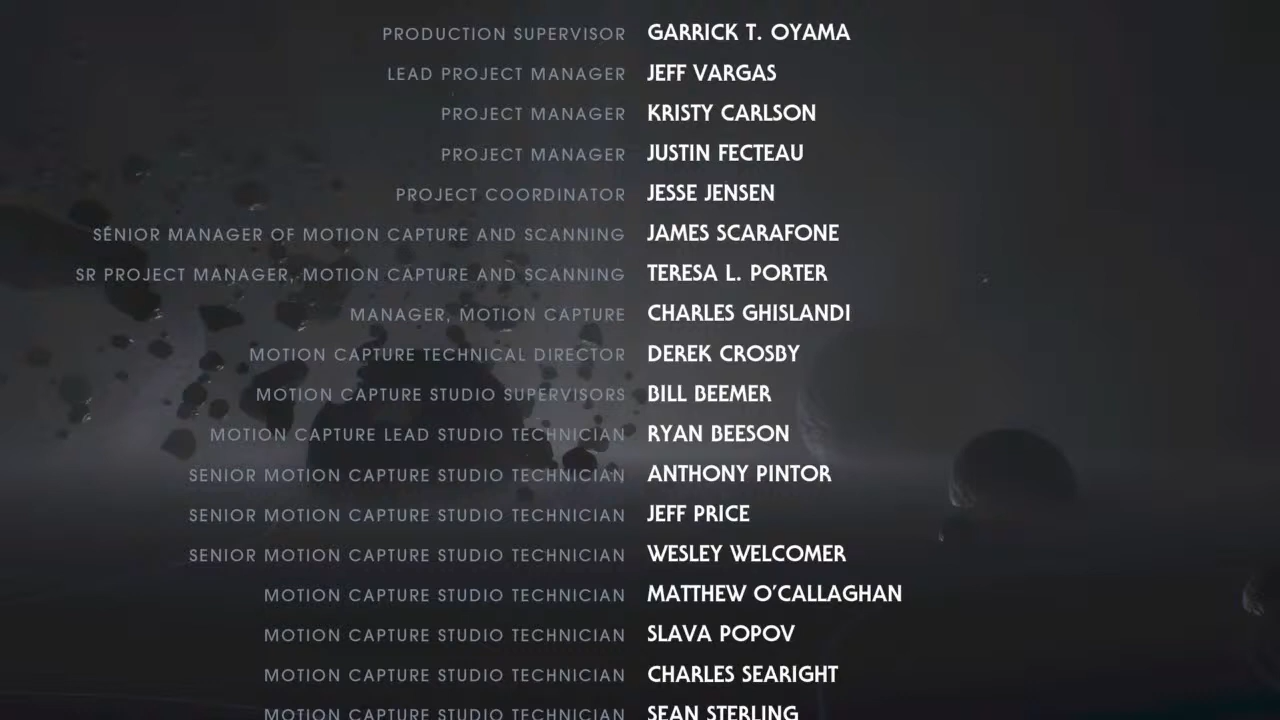 PRODUCTION SUPERVISOR GARRICK T. OYAMA
LEAD PROJECT MANAGER JEFF VARGAS
PROJECT MANAGER KRISTY CARLSON
PROJECT MANAGER JUSTIN FECTEAU
PROJECT COORDINATOR JESSE JENSEN
SENIOR MANAGER OF MOTION CAPTURE AND SCANNING JAMES SCARAFONE
SR PROJECT MANAGER, MOTION CAPTURE AND SCANNING TERESA L. PORTER
MANAGER, MOTION CAPTURE CHARLES GHISLANDI
MOTION CAPTURE TECHNICAL DIRECTOR DEREK CROSBY
MOTION CAPTURE STUDIO SUPERVISORS BILL BEEMER
MOTION CAPTURE LEAD STUDIO TECHNICIAN RYAN BEESON
SENIOR MOTION CAPTURE STUDIO TECHNICIAN ANTHONY PINTOR
SENIOR MOTION CAPTURE STUDIO TECHNICIAN JEFF PRICE
SENIOR MOTION CAPTURE STUDIO TECHNICIAN WESLEY WELCOMER
MOTION CAPTURE STUDIO TECHNICIAN MATTHEW O'CALLAGHAN
MOTION CAPTURE STUDIO TECHNICIAN SLAVA POPOV
MOTION CAPTURE STUDIO TECHNICIAN CHARLES SEARIGHT
MOTION CAPTURE STUDIO TECHNICIAN SEAN STERLING